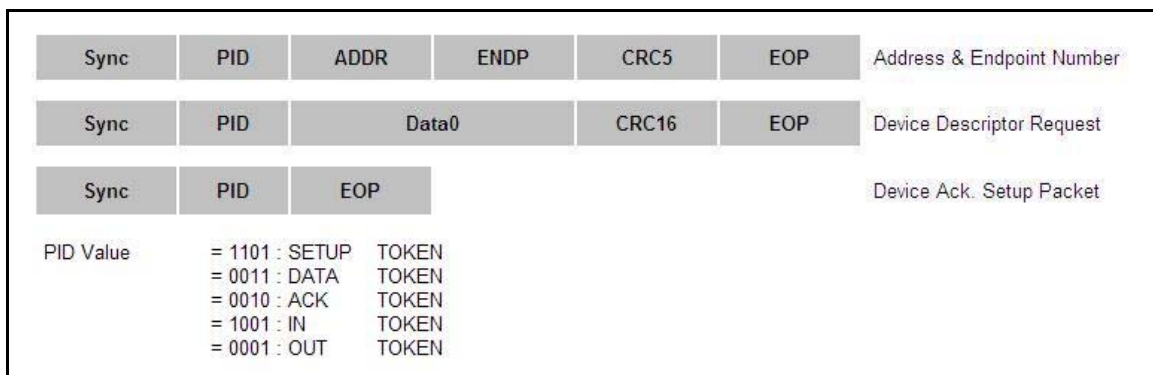 Sync PID ADDR ENDP CRC5 EOP Address & Endpoint Number
Sync PID Data0 CRC16 EOP Device Descriptor Request
Sync PID EOP Device Ack. Setup Packet
PID Value = 1101 : SETUP TOKEN
= 0011 : DATA TOKEN
= 0010 : ACK TOKEN
= 1001 : IN TOKEN
= 0001 : OUT TOKEN